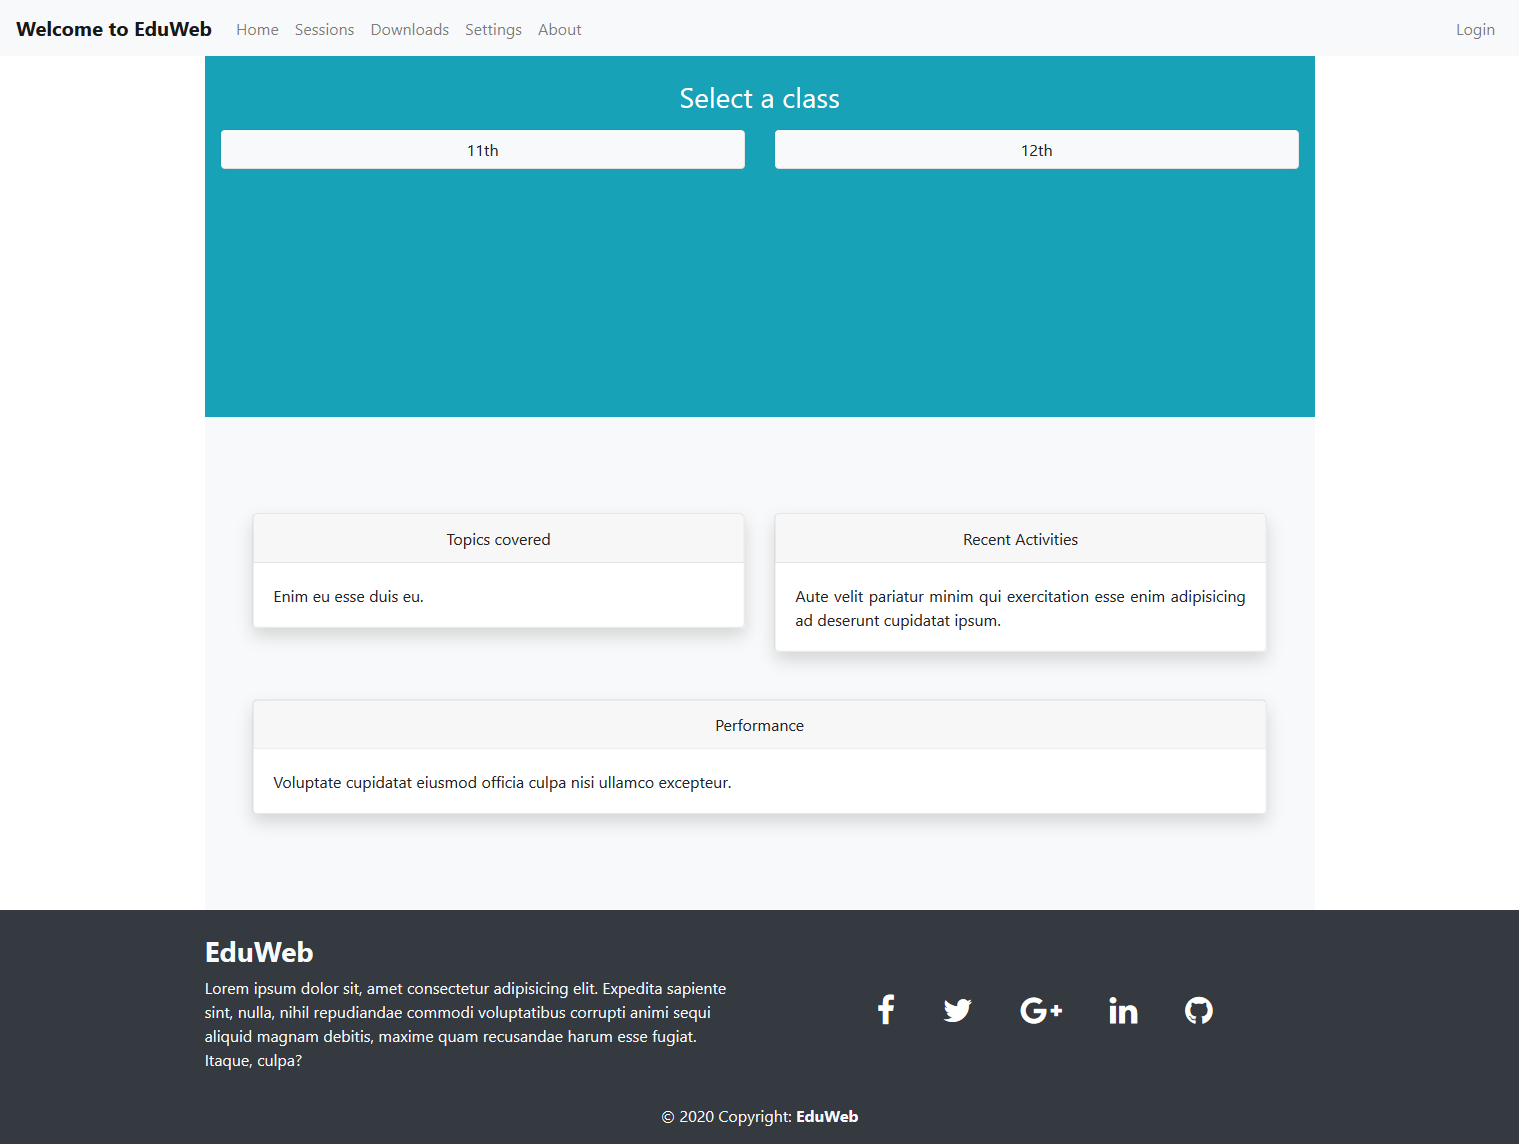 Welcome to EduWeb Home Sessions Downloads Settings About Login
Select a class
11th 12th
Topics covered
Enim eu esse duis eu.
Recent Activities
Aute velit pariatur minim qui exercitation esse enim adipisicing
ad deserunt cupidatat ipsum.
Performance
Voluptate cupidatat eiusmod officia culpa nisi ullamco excepteur.
EduWeb
Lorem ipsum dolor sit, amet consectetur adipisicing elit. Expedita sapiente
sint, nulla, nihil repudiandae commodi voluptatibus corrupti animi sequi
aliquid magnam debitis, maxime quam recusandae harum esse fugiat.
Itaque, culpa?
© 2020 Copyright: EduWeb